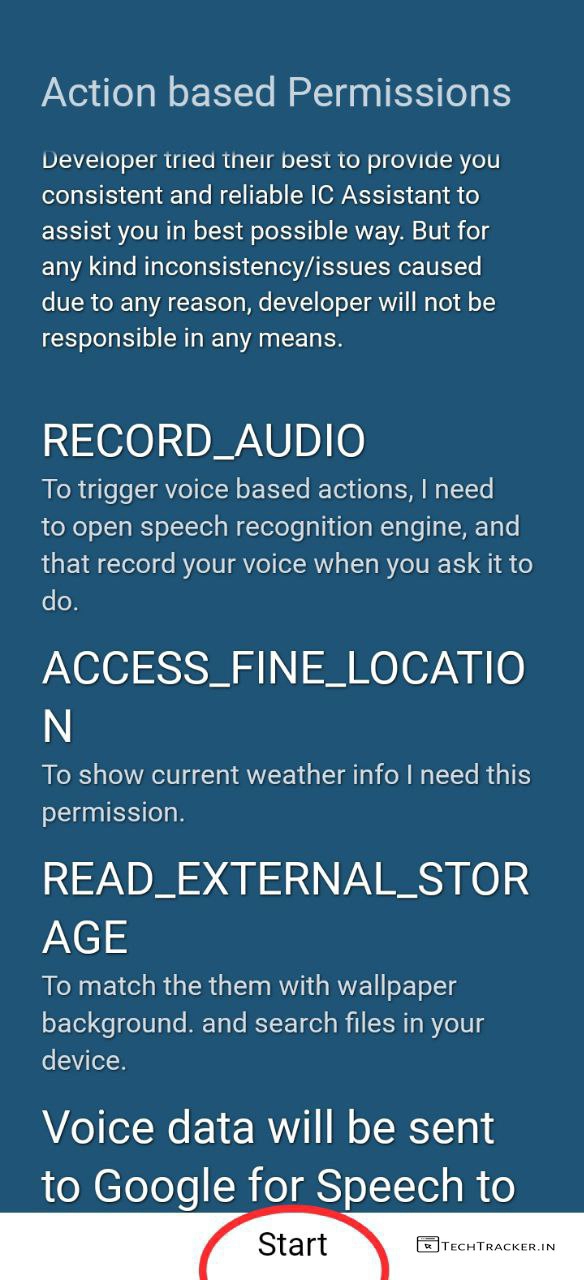 Action based Permissions
Developer tried their best to provide you
consistent and reliable IC Assistant to
assist you in best possible way. But for
any kind inconsistency/issues caused
due to any reason, developer will not be
responsible in any means.
RECORD_AUDIO
To trigger voice based actions, I need
to open speech recognition engine, and
that record your voice when you ask it to
do.
ACCESS_FINE_LOCATIO
N
To show current weather info I need this
permission.
READ_EXTERNAL_STOR
AGE
To match the them with wallpaper
background. and search files in your
device.
Voice data will be sent
to Google for Speech to
Start
TECHTRACKER.IN